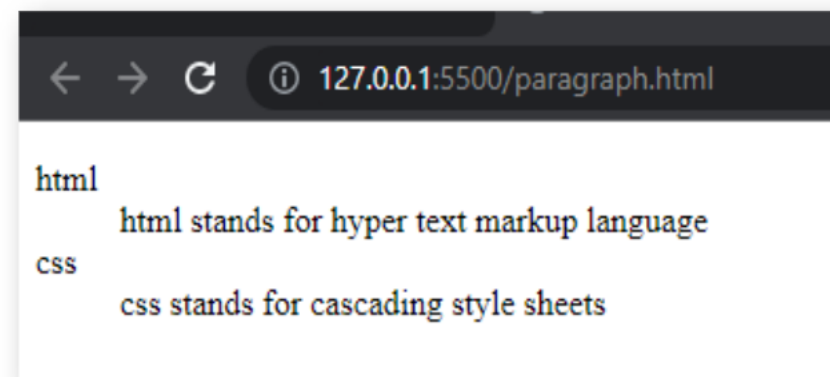 127.0.0.1:5500/paragraph.html
html
html stands for hyper text markup language
css
css stands for cascading style sheets